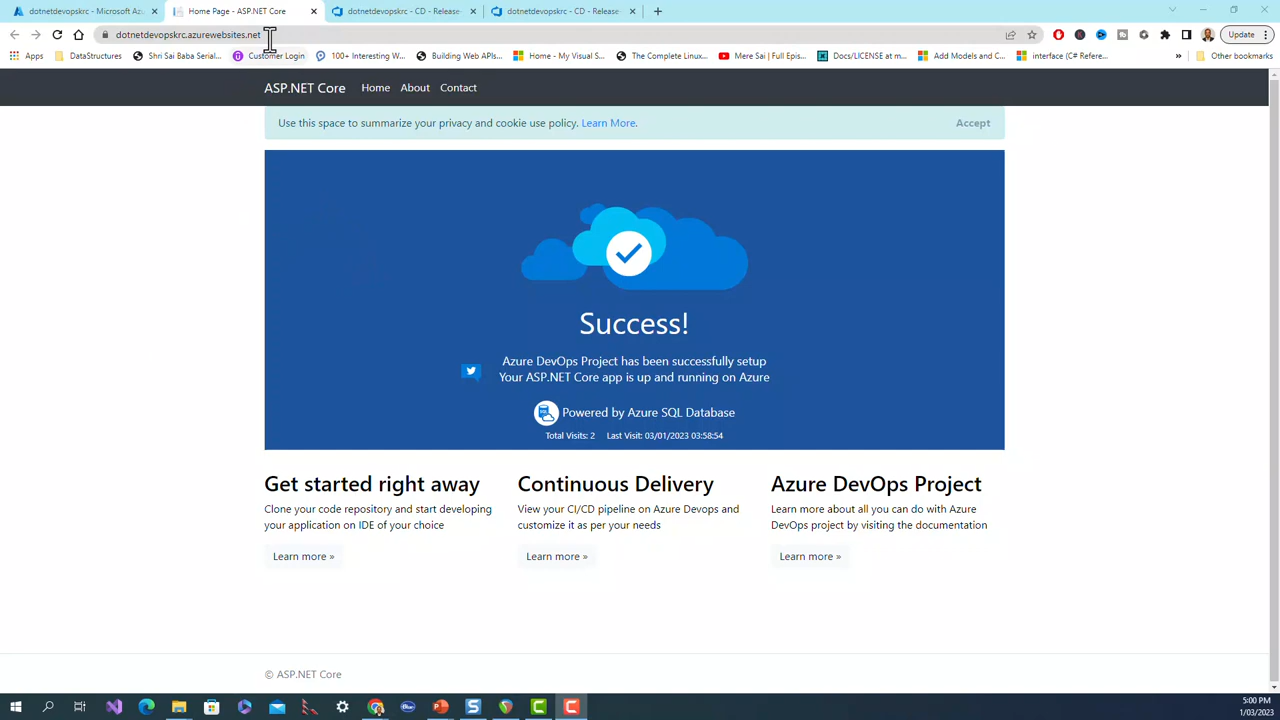 dotnetdevopskrc - Microsoft Az
Home Page - ASP.NET Core
dotnetdevopskrc - CD - Release
dotnetdevopskrc - CD - Release
dotnetdevopskrc.azurewebsites.net
Update
Apps
DataStructures
Shri Sai Baba Serial...
Customer Login
100+ Interesting W...
Building Web APIs...
Home - My Visual S...
The Complete Linux...
Mere Sai | Full Epis...
Docs/LICENSE at m...
Add Models and C...
interface (C# Refere...
»
Other bookmarks
ASP.NET Core Home About Contact
Use this space to summarize your privacy and cookie use policy. Learn More. Accept
Success!
Azure DevOps Project has been successfully setup
Your ASP.NET Core app is up and running on Azure
Powered by Azure SQL Database
Total Visits: 2 Last Visit: 03/01/2023 03:58:54
Get started right away
Clone your code repository and start developing
your application on IDE of your choice
Learn more »
Continuous Delivery
View your CI/CD pipeline on Azure Devops and
customize it as per your needs
Learn more »
Azure DevOps Project
Learn more about all you can do with Azure
DevOps project by visiting the documentation
Learn more »
© ASP.NET Core
5:00 PM
1/03/2023